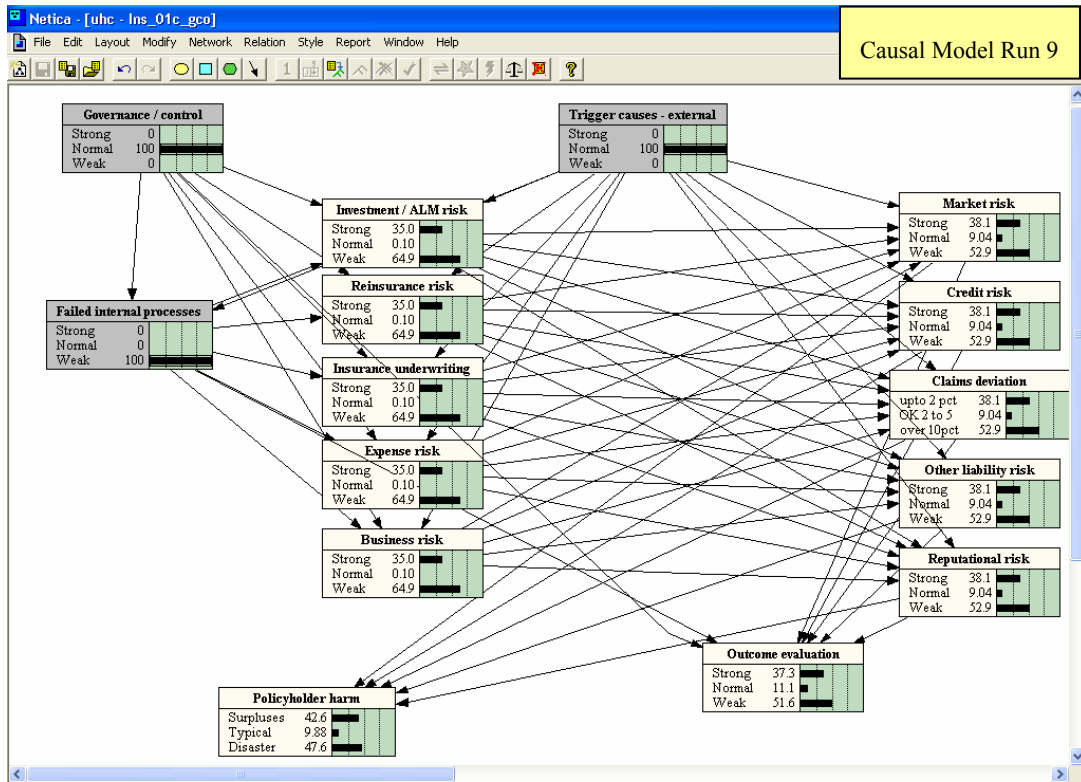 Netica - [uhc - Ins_01c_gco]
Causal Model Run 9
File Edit Layout Modify Network Relation Style Report Window Help
1
?
Governance / control
Strong 0
Normal 100
Weak 0
Trigger causes - external
Strong 0
Normal 100
Weak 0
Investment / ALM risk
Strong 35.0
Normal 0.10
Weak 64.9
Market risk
Strong 38.1
Normal 9.04
Weak 52.9
Reinsurance risk
Strong 35.0
Normal 0.10
Weak 64.9
Credit risk
Strong 38.1
Normal 9.04
Weak 52.9
Failed internal processes
Strong 0
Normal 0
Weak 100
Insurance underwriting
Strong 35.0
Normal 0.10
Weak 64.9
Claims deviation
upto 2 pct 38.1
OK 2 to 5 9.04
over 10pct 52.9
Expense risk
Strong 35.0
Normal 0.10
Weak 64.9
Other liability risk
Strong 38.1
Normal 9.04
Weak 52.9
Business risk
Strong 35.0
Normal 0.10
Weak 64.9
Reputational risk
Strong 38.1
Normal 9.04
Weak 52.9
Outcome evaluation
Strong 37.3
Normal 11.1
Weak 51.6
Policyholder harm
Surpluses 42.6
Typical 9.88
Disaster 47.6